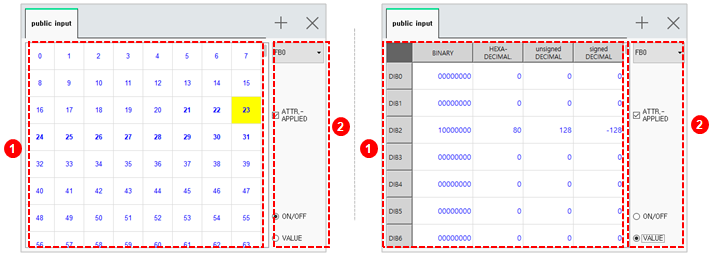 public input
0 1 2 3 4 5 6 7
FB0
8 9 10 11 12 13 14 15
16 17 18 19 20 21 22 23
ATTR.-
APPLIED
24 25 26 27 28 29 30 31
32 33 34 35 36 37 38 39
40 41 42 43 44 45 46 47
48 49 50 51 52 53 54 55
ON/OFF
56 57 58 59 60 61 62 63
VALUE
1
2
public input
BINARY HEXA-DECIMAL. unsigned DECIMAL signed DECIMAL
FB0
DIB0 00000000 0 0 0
DIB1 00000000 0 0 0
ATTR.-
APPLIED
DIB2 10000000 80 128 -128
DIB3 00000000 0 0 0
DIB4 00000000 0 0 0
DIB5 00000000 0 0 0
ON/OFF
DIB6 00000000 0 0 0
VALUE
1
2